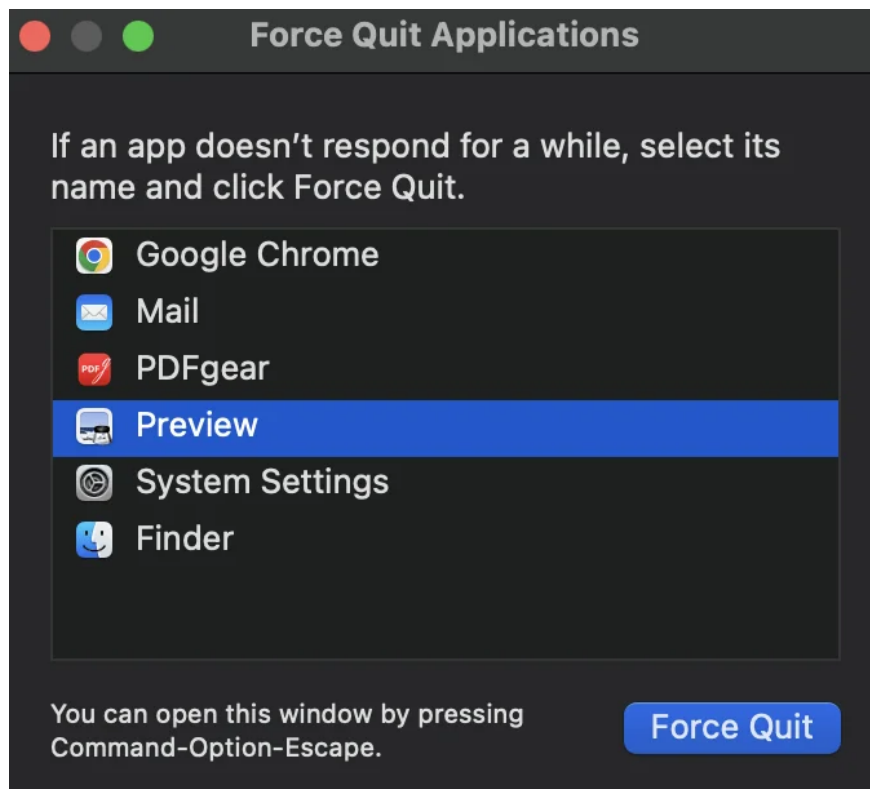 Force Quit Applications
If an app doesn’t respond for a while, select its
name and click Force Quit.
Google Chrome
Mail
PDF
PDFgear
Preview
System Settings
Finder
You can open this window by pressing
Command-Option-Escape.
Force Quit